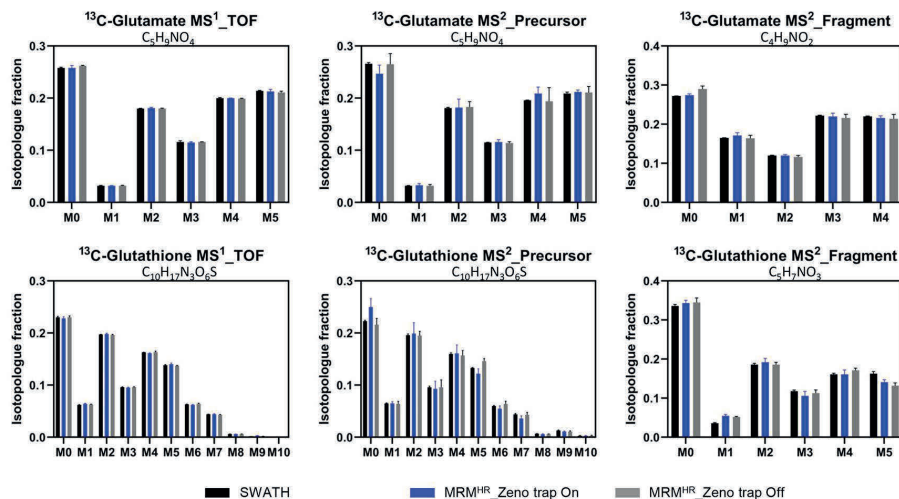 ¹³C-Glutamate MS¹_TOF
C₅H₉NO₄
Isotopologue fraction
0.3
0.2
0.1
0.0
M0 M1 M2 M3 M4 M5
¹³C-Glutamate MS²_Precursor
C₅H₉NO₄
Isotopologue fraction
0.3
0.2
0.1
0.0
M0 M1 M2 M3 M4 M5
¹³C-Glutamate MS²_Fragment
C₄H₉NO₂
Isotopologue fraction
0.4
0.3
0.2
0.1
0.0
M0 M1 M2 M3 M4
¹³C-Glutathione MS¹_TOF
C₁₀H₁₇N₃O₆S
Isotopologue fraction
0.3
0.2
0.1
0.0
M0 M1 M2 M3 M4 M5 M6 M7 M8 M9 M10
¹³C-Glutathione MS²_Precursor
C₁₀H₁₇N₃O₆S
Isotopologue fraction
0.3
0.2
0.1
0.0
M0 M1 M2 M3 M4 M5 M6 M7 M8 M9 M10
¹³C-Glutathione MS²_Fragment
C₅H₇NO₃
Isotopologue fraction
0.4
0.3
0.2
0.1
0.0
M0 M1 M2 M3 M4 M5
SWATH MRMᴴᴿ_Zeno trap On MRMᴴᴿ_Zeno trap Off